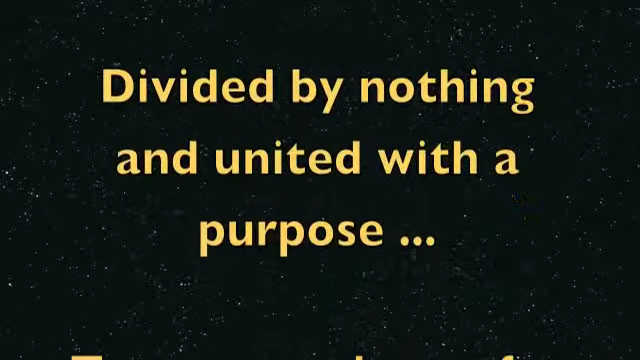 Divided by nothing
and united with a
purpose ...